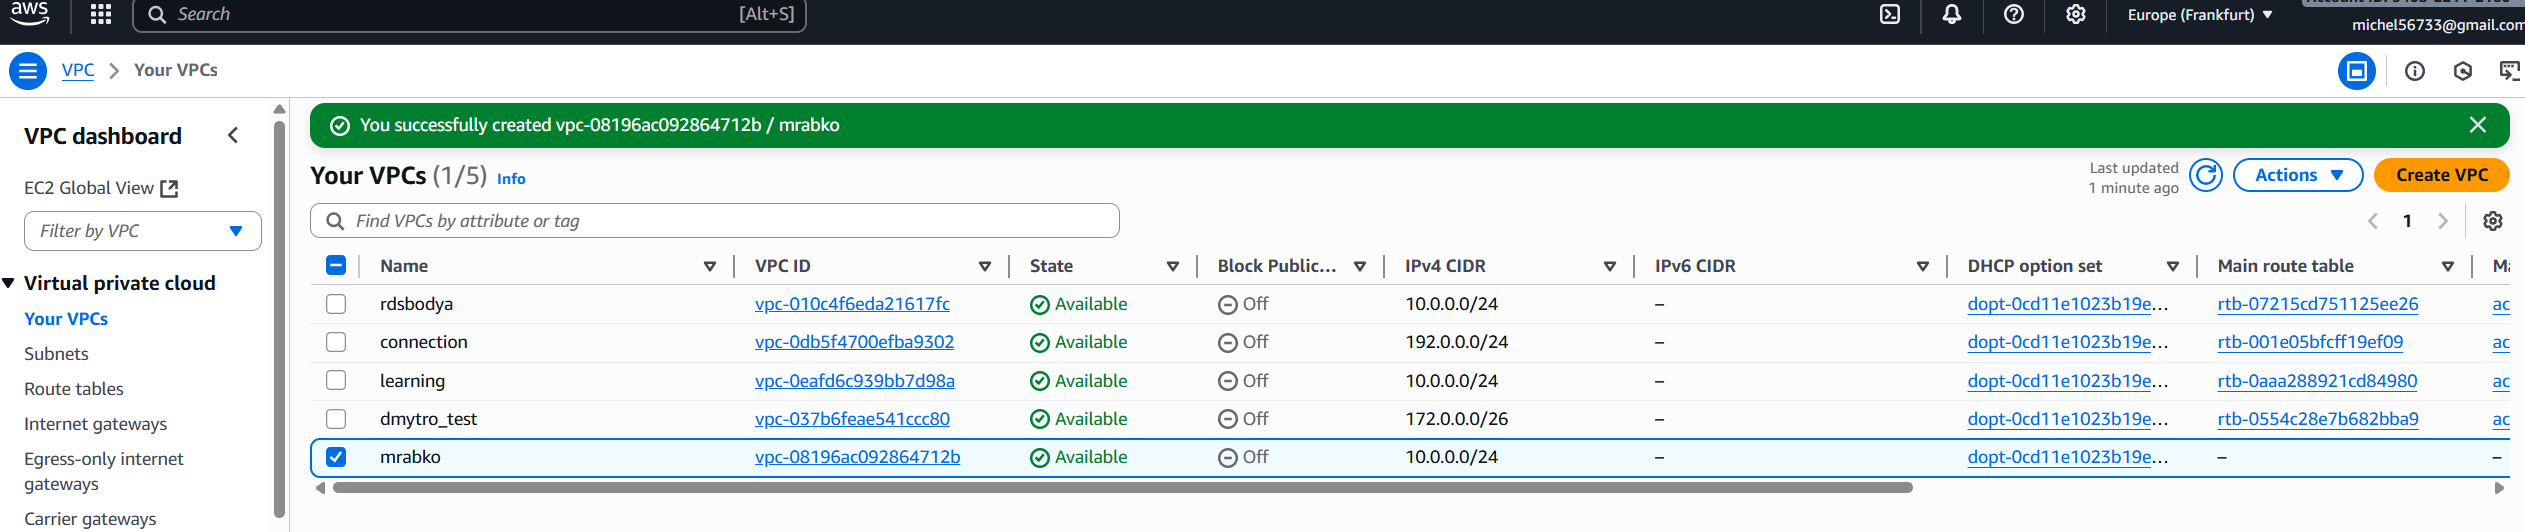 aws
Search [Alt+S]
Europe (Frankfurt)
michel56733@gmail.com
VPC > Your VPCs
VPC dashboard
EC2 Global View
Filter by VPC
Virtual private cloud
Your VPCs
Subnets
Route tables
Internet gateways
Egress-only internet
gateways
Carrier gateways
You successfully created vpc-08196ac092864712b / mrabko
Your VPCs (1/5) Info
Last updated
1 minute ago
Actions
Create VPC
Find VPCs by attribute or tag
1
Name VPC ID State Block Public... IPv4 CIDR IPv6 CIDR DHCP option set Main route table
rdsbodya vpc-010c4f6eda21617fc Available Off 10.0.0.0/24 – dopt-0cd11e1023b19e... rtb-07215cd751125ee26 ac
connection vpc-0db5f4700efba9302 Available Off 192.0.0.0/24 – dopt-0cd11e1023b19e... rtb-001e05bfcff19ef09 ac
learning vpc-0eafd6c939bb7d98a Available Off 10.0.0.0/24 – dopt-0cd11e1023b19e... rtb-0aaa288921cd84980 ac
dmytro_test vpc-037b6feae541ccc80 Available Off 172.0.0.0/26 – dopt-0cd11e1023b19e... rtb-0554c28e7b682bba9 ac
mrabko vpc-08196ac092864712b Available Off 10.0.0.0/24 – dopt-0cd11e1023b19e... – –